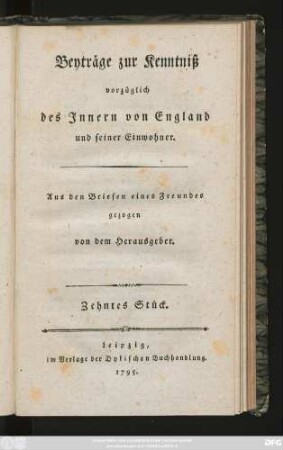 Beyträge zur Kenntniß
vorzüglich
des Innern von England
und seiner Einwohner.
Aus den Briefen eines Freundes
gezogen
von dem Herausgeber.
Zehntes Stück.
Leipzig,
im Verlage der Dykischen Buchhandlung.
1795.